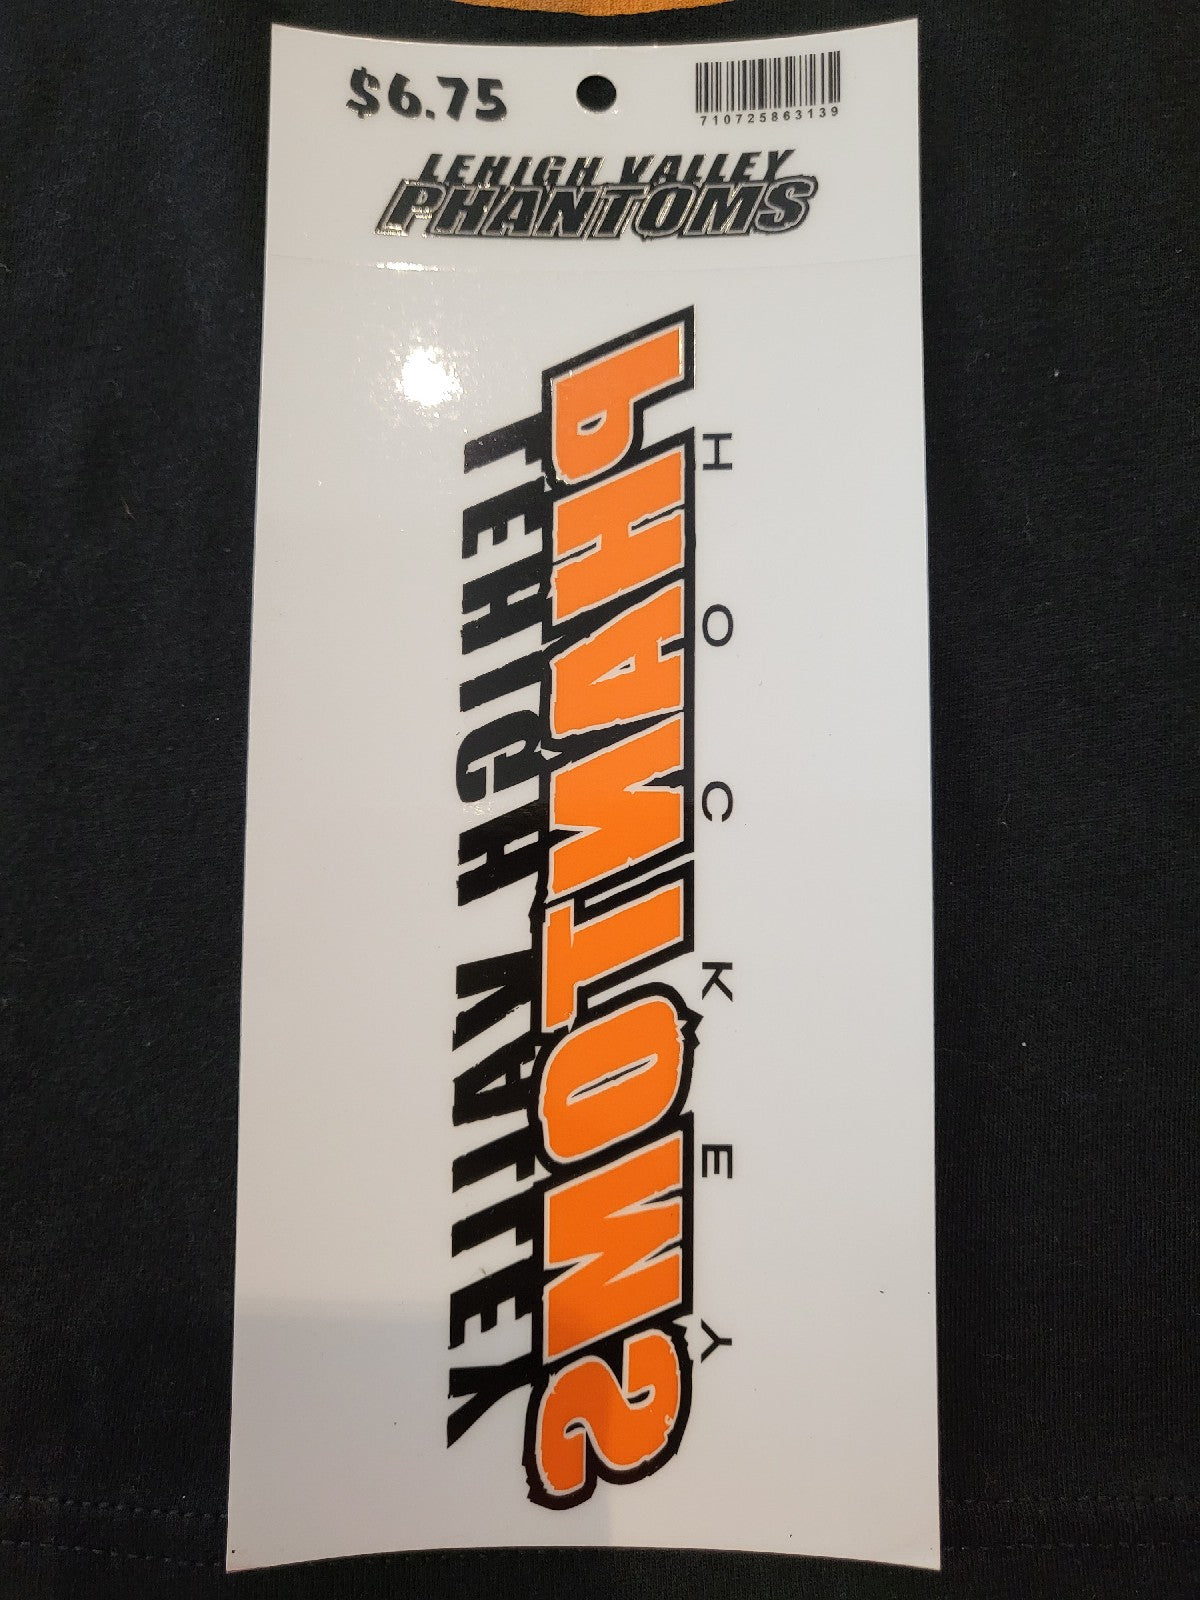 $6.75
710725863139
LEHIGH VALLEY
PHANTOMS
LEHIGH VALLEY
PHANTOMS
HOCKEY